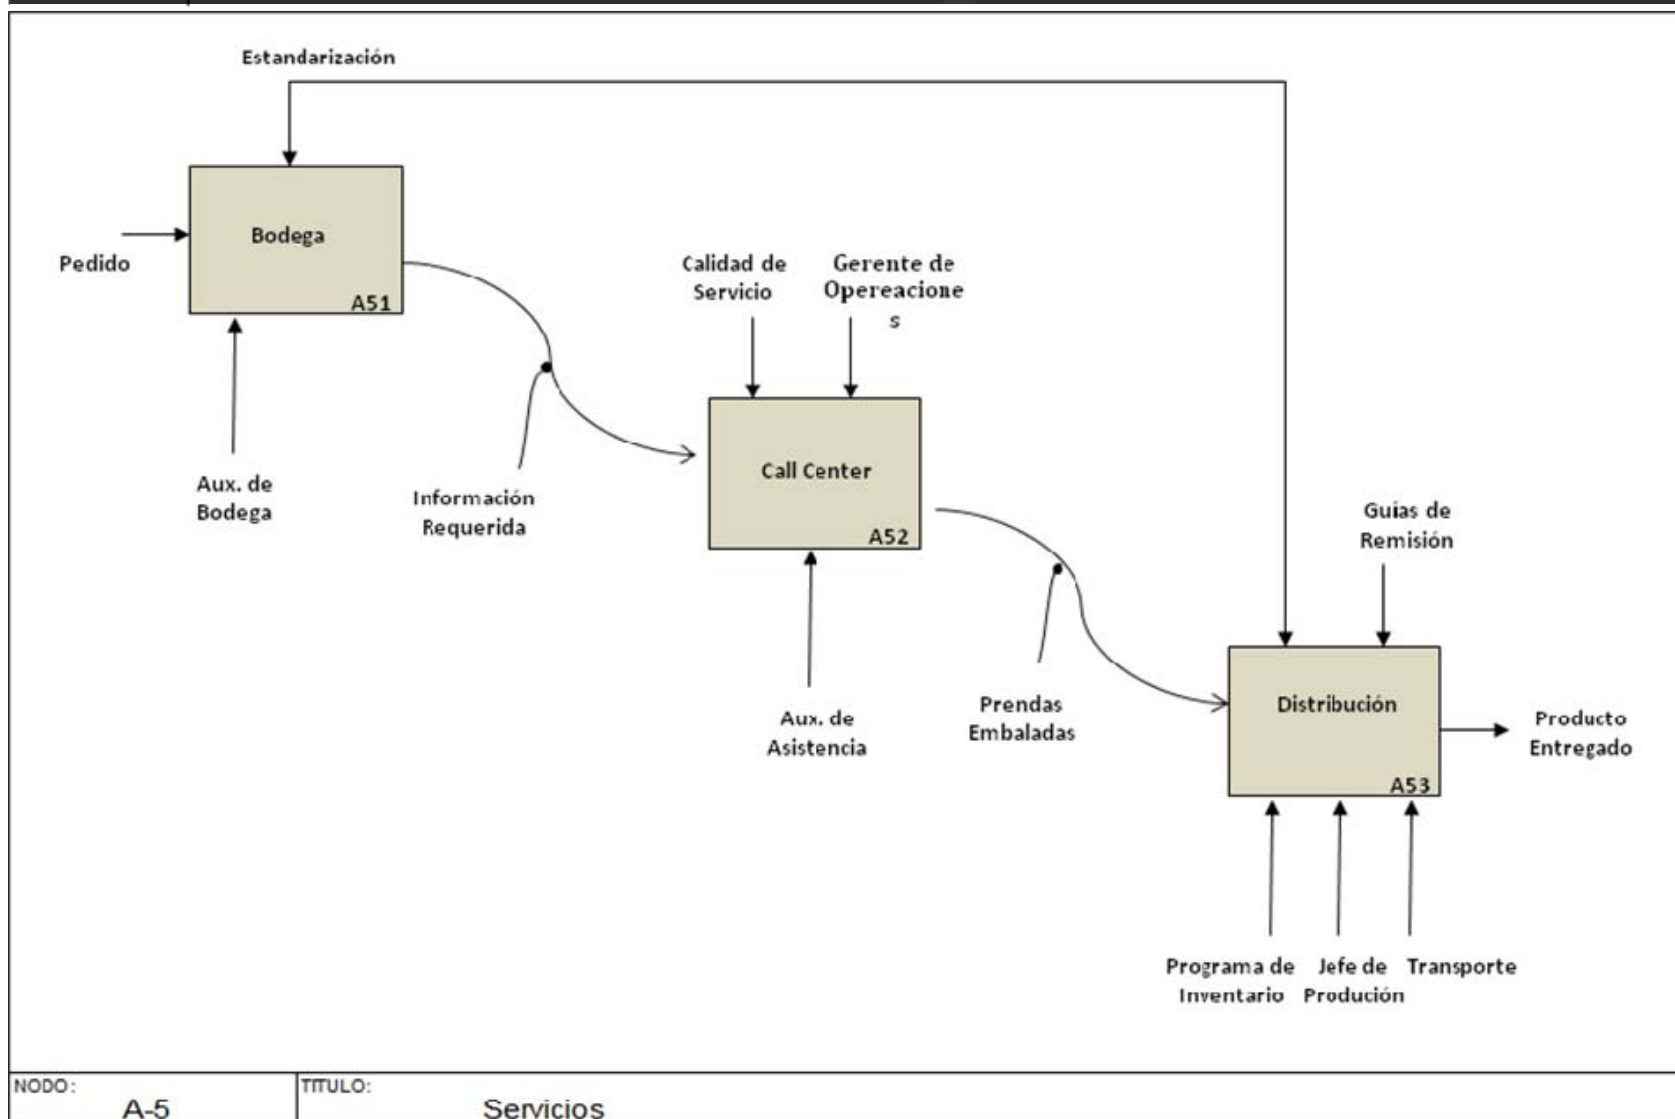 Estandarización
Bodega
A51
Pedido
Aux. de
Bodega
Información
Requerida
Calidad de
Servicio
Gerente de
Opereacione
s
Call Center
A52
Aux. de
Asistencia
Prendas
Embaladas
Guías de
Remisión
Distribución
A53
Producto
Entregado
Programa de
Inventario
Jefe de
Produción
Transporte
NODO:
A-5
TITULO:
Servicios